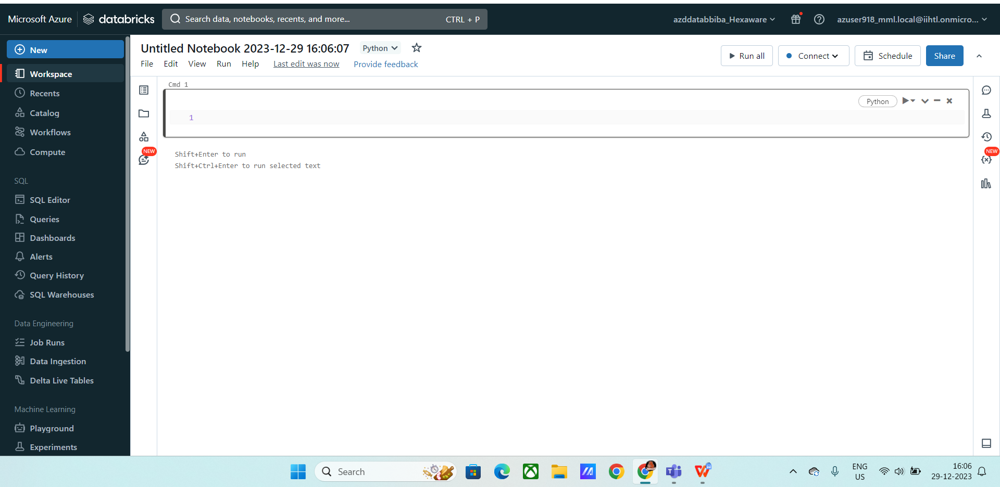 Microsoft Azure databricks Search data, notebooks, recents, and more... CTRL + P azddatabbiba_Hexaware azuser918_mml.local@iihtl.onmicro...
New
Workspace
Recents
Catalog
Workflows
Compute
SQL
SQL Editor
Queries
Dashboards
Alerts
Query History
SQL Warehouses
Data Engineering
Job Runs
Data Ingestion
Delta Live Tables
Machine Learning
Playground
Experiments
Untitled Notebook 2023-12-29 16:06:07 Python
File Edit View Run Help Last edit was now Provide feedback
Run all Connect Schedule Share
NEW
Cmd 1
Python
1
Shift+Enter to run
Shift+Ctrl+Enter to run selected text
NEW
Search
ENG
US
16:06
29-12-2023